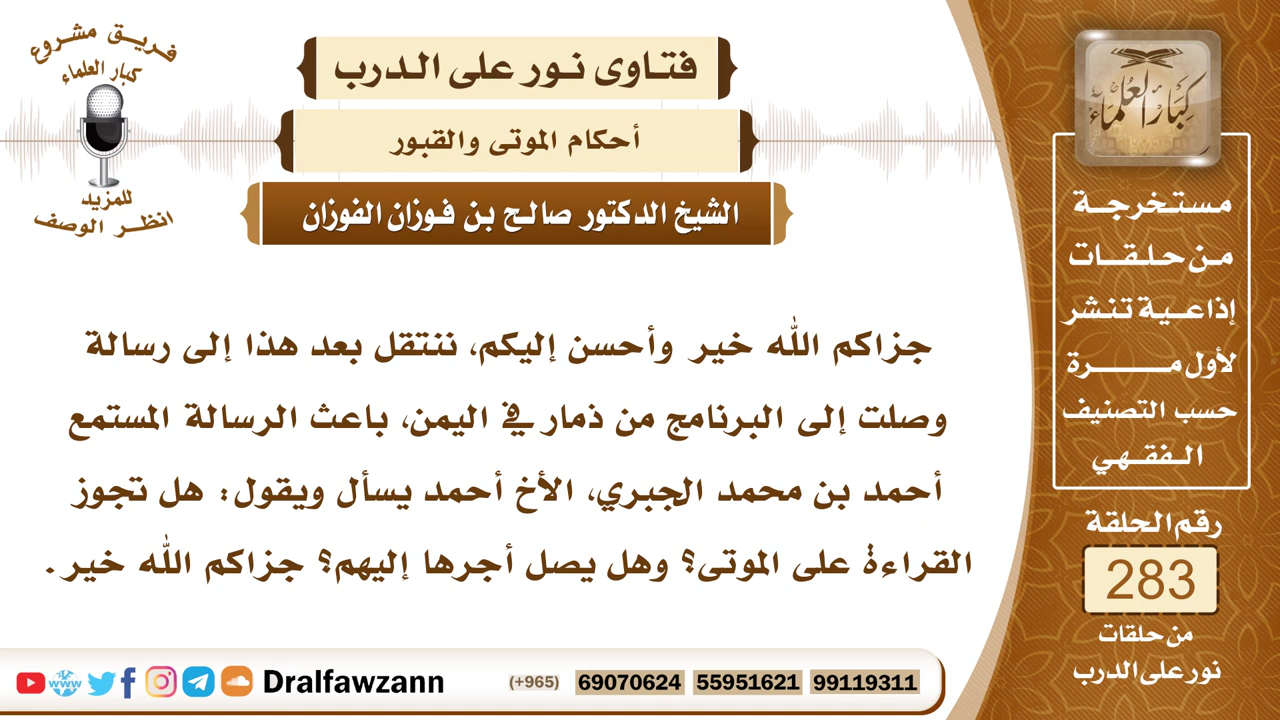 فريق مشروع
كبار العلماء
للمزيد
انظر الوصف
فتاوى نور على الدرب
أحكام الموتى والقبور
الشيخ الدكتور صالح بن فوزان الفوزان
جزاكم الله خير وأحسن إليكم، ننتقل بعد هذا إلى رسالة
وصلت إلى البرنامج من ذمار في اليمن، باعث الرسالة المستمع
أحمد بن محمد الجبري، الأخ أحمد يسأل ويقول: هل تجوز
القراءة على الموتى؟ وهل يصل أجرها إليهم؟ جزاكم الله خير.
كبار العلماء
مستخرجة
من حلقات
إذاعية تنشر
لأول مرة
حسب التصنيف
الفقهي
رقم الحلقة
283
من حلقات
نور على الدرب
www
Dralfawzann (+965) 69070624 55951621 99119311